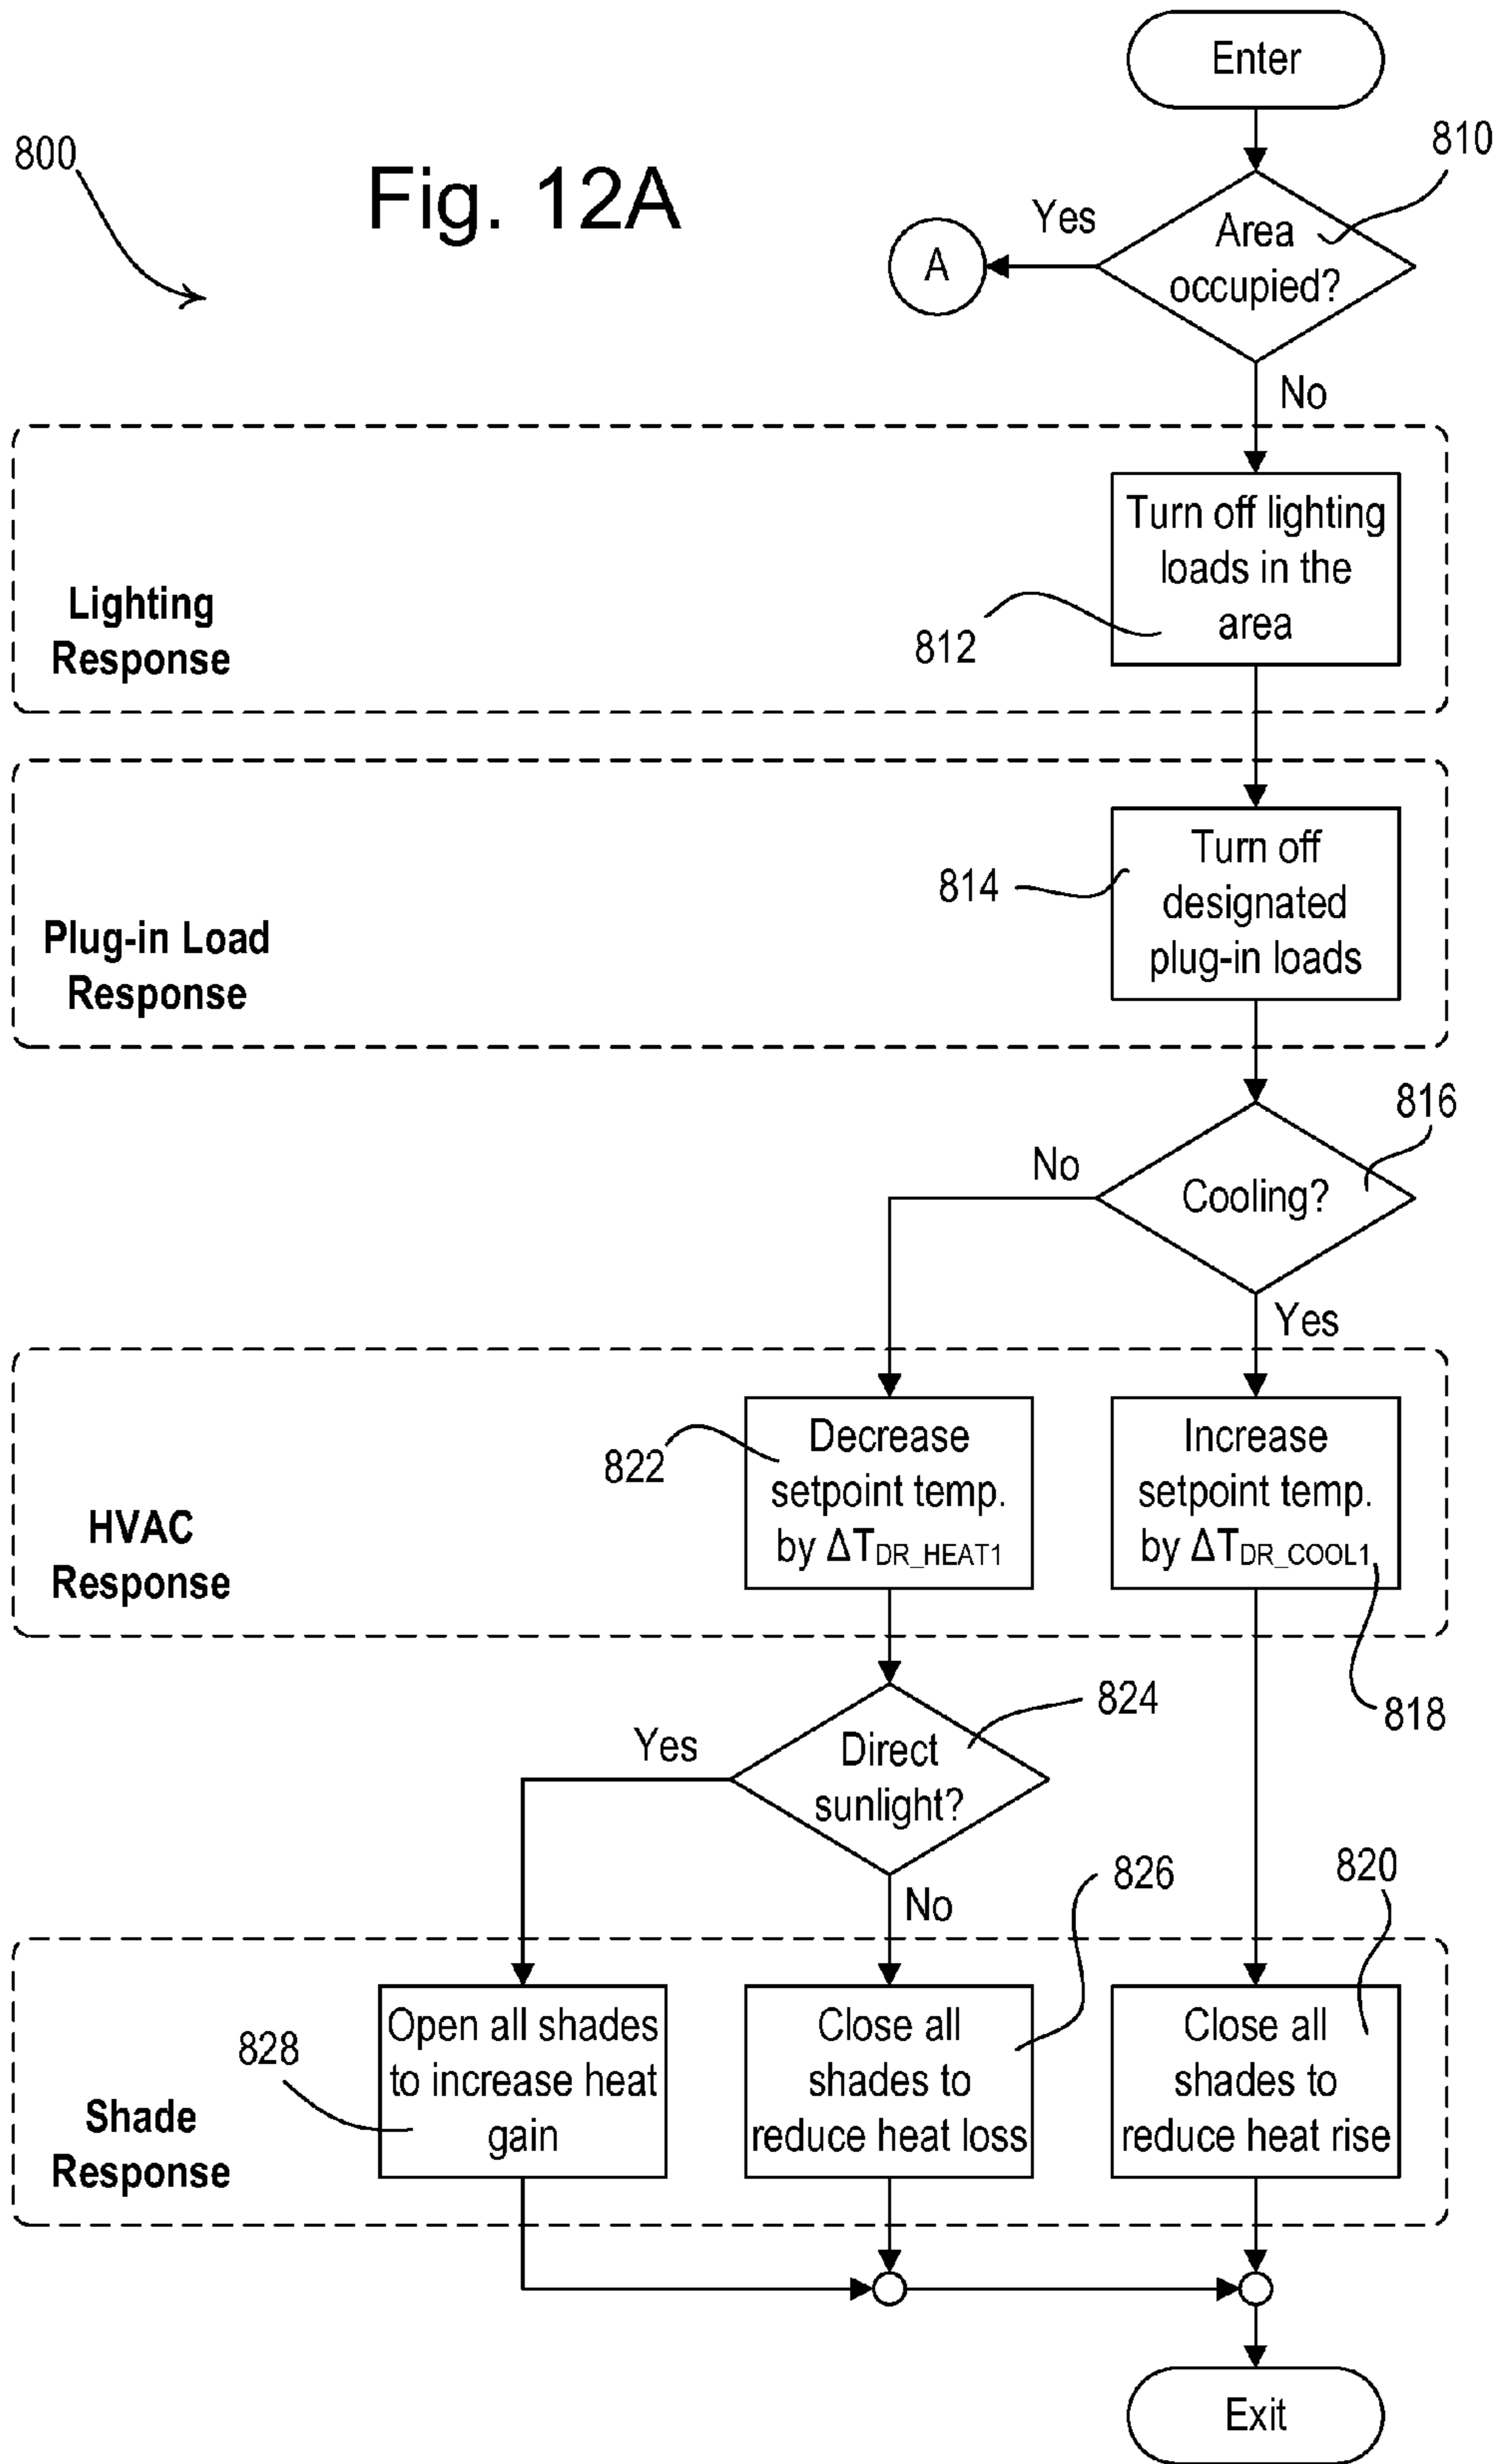 Enter
800
Fig. 12A
810
Yes
A
Area
occupied?
No
Turn off lighting
loads in the
area
812
Lighting
Response
Turn off
designated
plug-in loads
814
Plug-in Load
Response
816
No
Cooling?
Yes
822
Decrease
setpoint temp.
by ΔTDR_HEAT1
Increase
setpoint temp.
by ΔTDR_COOL1
HVAC
Response
818
824
Yes
Direct
sunlight?
No
826
820
828
Open all shades
to increase heat
gain
Close all
shades to
reduce heat loss
Close all
shades to
reduce heat rise
Shade
Response
Exit